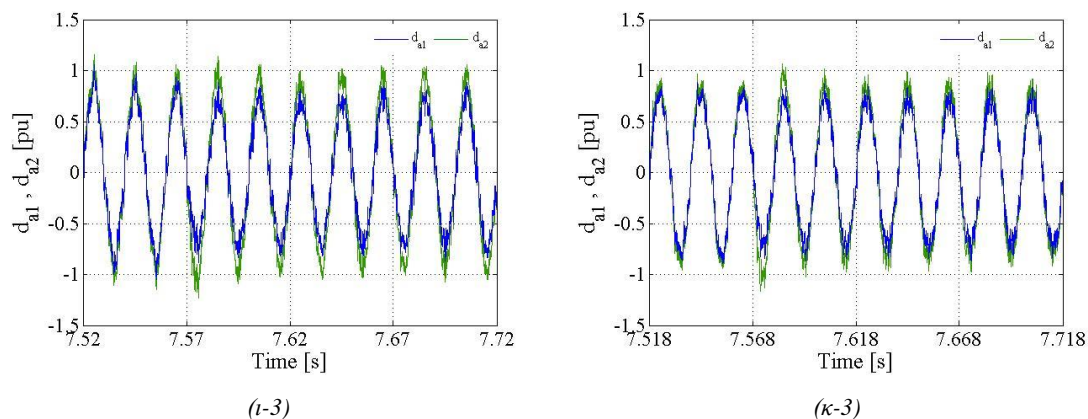 1.5
1
0.5
0
-0.5
-1
-1.5
d_a1 , d_a2 [pu]
d_a1 d_a2
7.52 7.57 7.62 7.67 7.72
Time [s]
(ι-3)
1.5
1
0.5
0
-0.5
-1
-1.5
d_a1 , d_a2 [pu]
d_a1 d_a2
7.518 7.568 7.618 7.668 7.718
Time [s]
(κ-3)